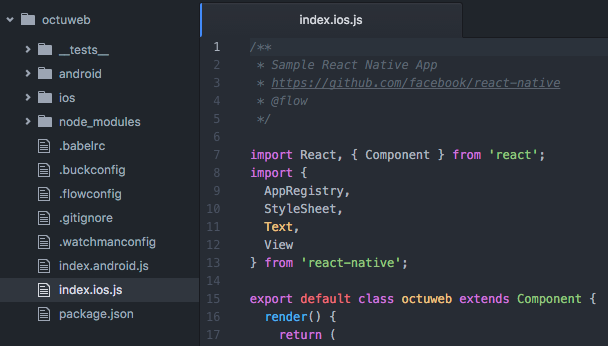 octuweb
__tests__
android
ios
node_modules
.babelrc
.buckconfig
.flowconfig
.gitignore
.watchmanconfig
index.android.js
index.ios.js
package.json
index.ios.js
1 /**
2  * Sample React Native App
3  * https://github.com/facebook/react-native
4  * @flow
5  */
6
7 import React, { Component } from 'react';
8 import {
9   AppRegistry,
10   StyleSheet,
11   Text,
12   View
13 } from 'react-native';
14
15 export default class octuweb extends Component {
16   render() {
17     return (